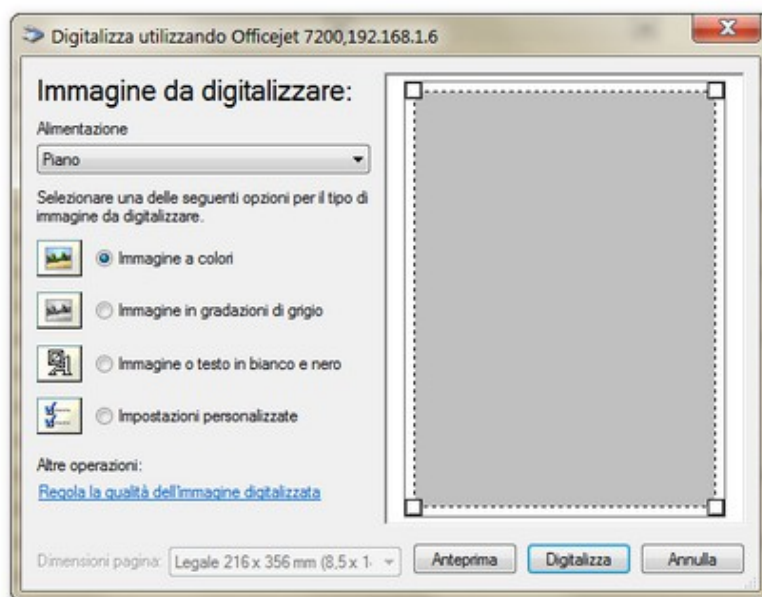 Digitalizza utilizzando Officejet 7200,192.168.1.6
Immagine da digitalizzare:
Alimentazione
Piano
Selezionare una delle seguenti opzioni per il tipo di
immagine da digitalizzare.
Immagine a colori
Immagine in gradazioni di grigio
Immagine o testo in bianco e nero
Impostazioni personalizzate
Altre operazioni:
Regola la qualità dell'immagine digitalizzata
Dimensioni pagina: Legale 216 x 356 mm (8,5 x 1 Anteprima Digitalizza Annulla